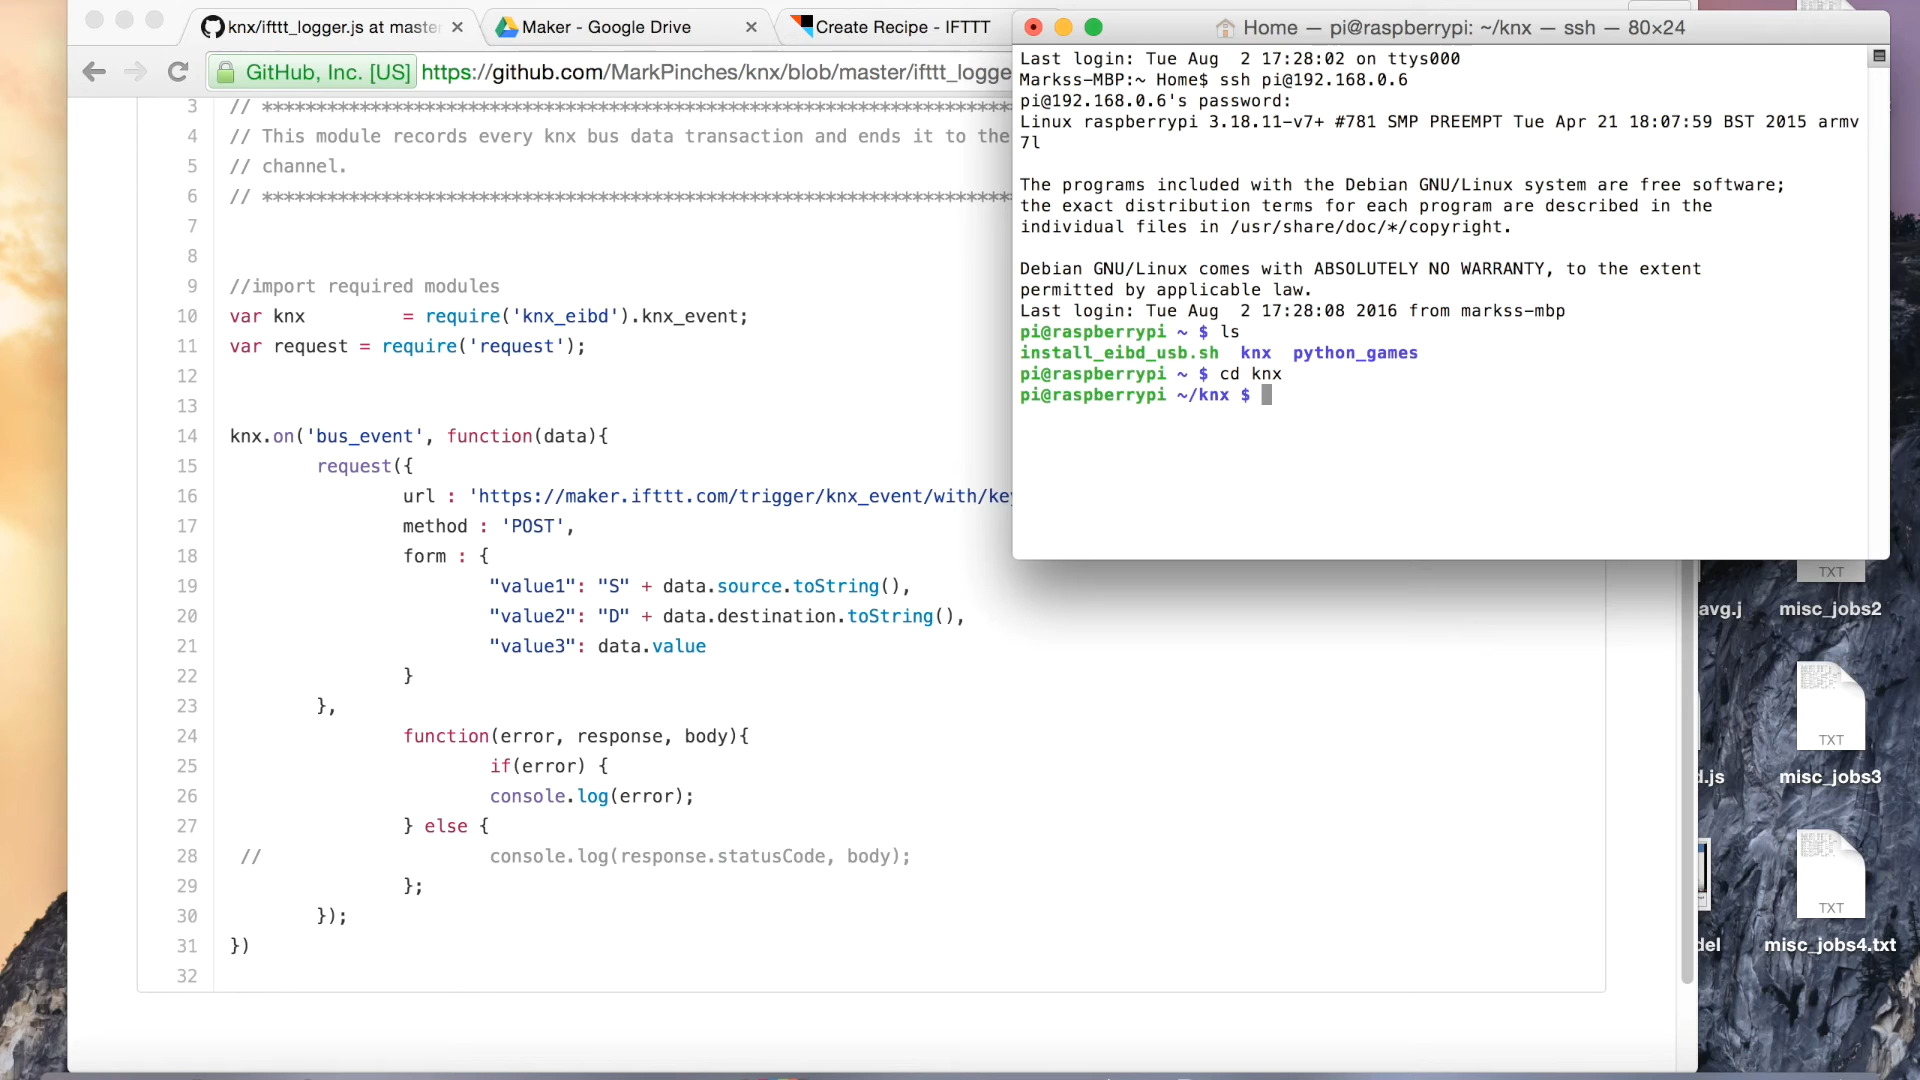 knx/ifttt_logger.js at master
Maker - Google Drive
Create Recipe - IFTTT
GitHub, Inc. [US]
https://github.com/MarkPinches/knx/blob/master/ifttt_logge
3 // **********************************************************************
4 // This module records every knx bus data transaction and ends it to the
5 // channel.
6 // **********************************************************************
7
8
9 //import required modules
10 var knx = require('knx_eibd').knx_event;
11 var request = require('request');
12
13
14 knx.on('bus_event', function(data){
15 request({
16 url : 'https://maker.ifttt.com/trigger/knx_event/with/key
17 method : 'POST',
18 form : {
19 "value1": "S" + data.source.toString(),
20 "value2": "D" + data.destination.toString(),
21 "value3": data.value
22 }
23 },
24 function(error, response, body){
25 if(error) {
26 console.log(error);
27 } else {
28 // console.log(response.statusCode, body);
29 };
30 });
31 })
32
Home — pi@raspberrypi: ~/knx — ssh — 80×24
Last login: Tue Aug  2 17:28:02 on ttys000
Markss-MBP:~ Home$ ssh pi@192.168.0.6
pi@192.168.0.6's password:
Linux raspberrypi 3.18.11-v7+ #781 SMP PREEMPT Tue Apr 21 18:07:59 BST 2015 armv
7l
The programs included with the Debian GNU/Linux system are free software;
the exact distribution terms for each program are described in the
individual files in /usr/share/doc/*/copyright.
Debian GNU/Linux comes with ABSOLUTELY NO WARRANTY, to the extent
permitted by applicable law.
Last login: Tue Aug  2 17:28:08 2016 from markss-mbp
pi@raspberrypi ~ $ ls
install_eibd_usb.sh  knx  python_games
pi@raspberrypi ~ $ cd knx
pi@raspberrypi ~/knx $
TXT
avg.j
misc_jobs2
TXT
d.js
misc_jobs3
TXT
del
misc_jobs4.txt